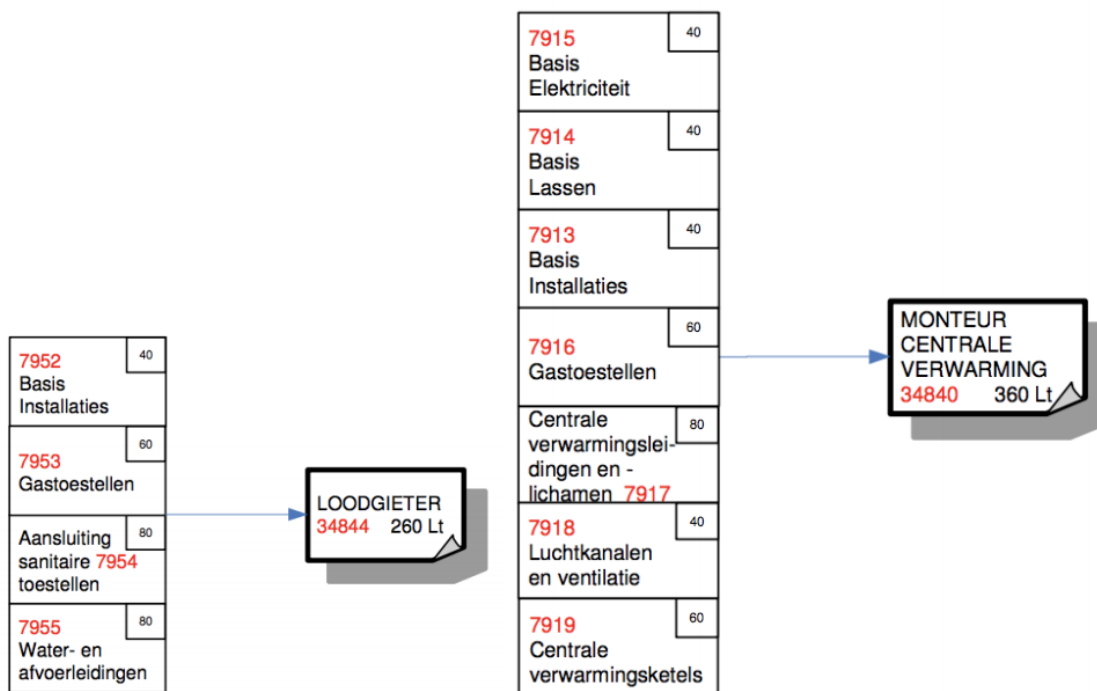 7952
40
Basis
Installaties
60
7953
Gastoestellen
Aansluiting
80
sanitaire 7954
toestellen
7955
80
Water- en
afvoerleidingen
LOODGIETER
34844 260 Lt
7915
40
Basis
Elektriciteit
7914
40
Basis
Lassen
7913
40
Basis
Installaties
7916
60
Gastoestellen
Centrale
80
verwarmingslei-
dingen en -
lichamen 7917
7918
40
Luchtkanalen
en ventilatie
7919
60
Centrale
verwarmingsketels
MONTEUR
CENTRALE
VERWARMING
34840 360 Lt